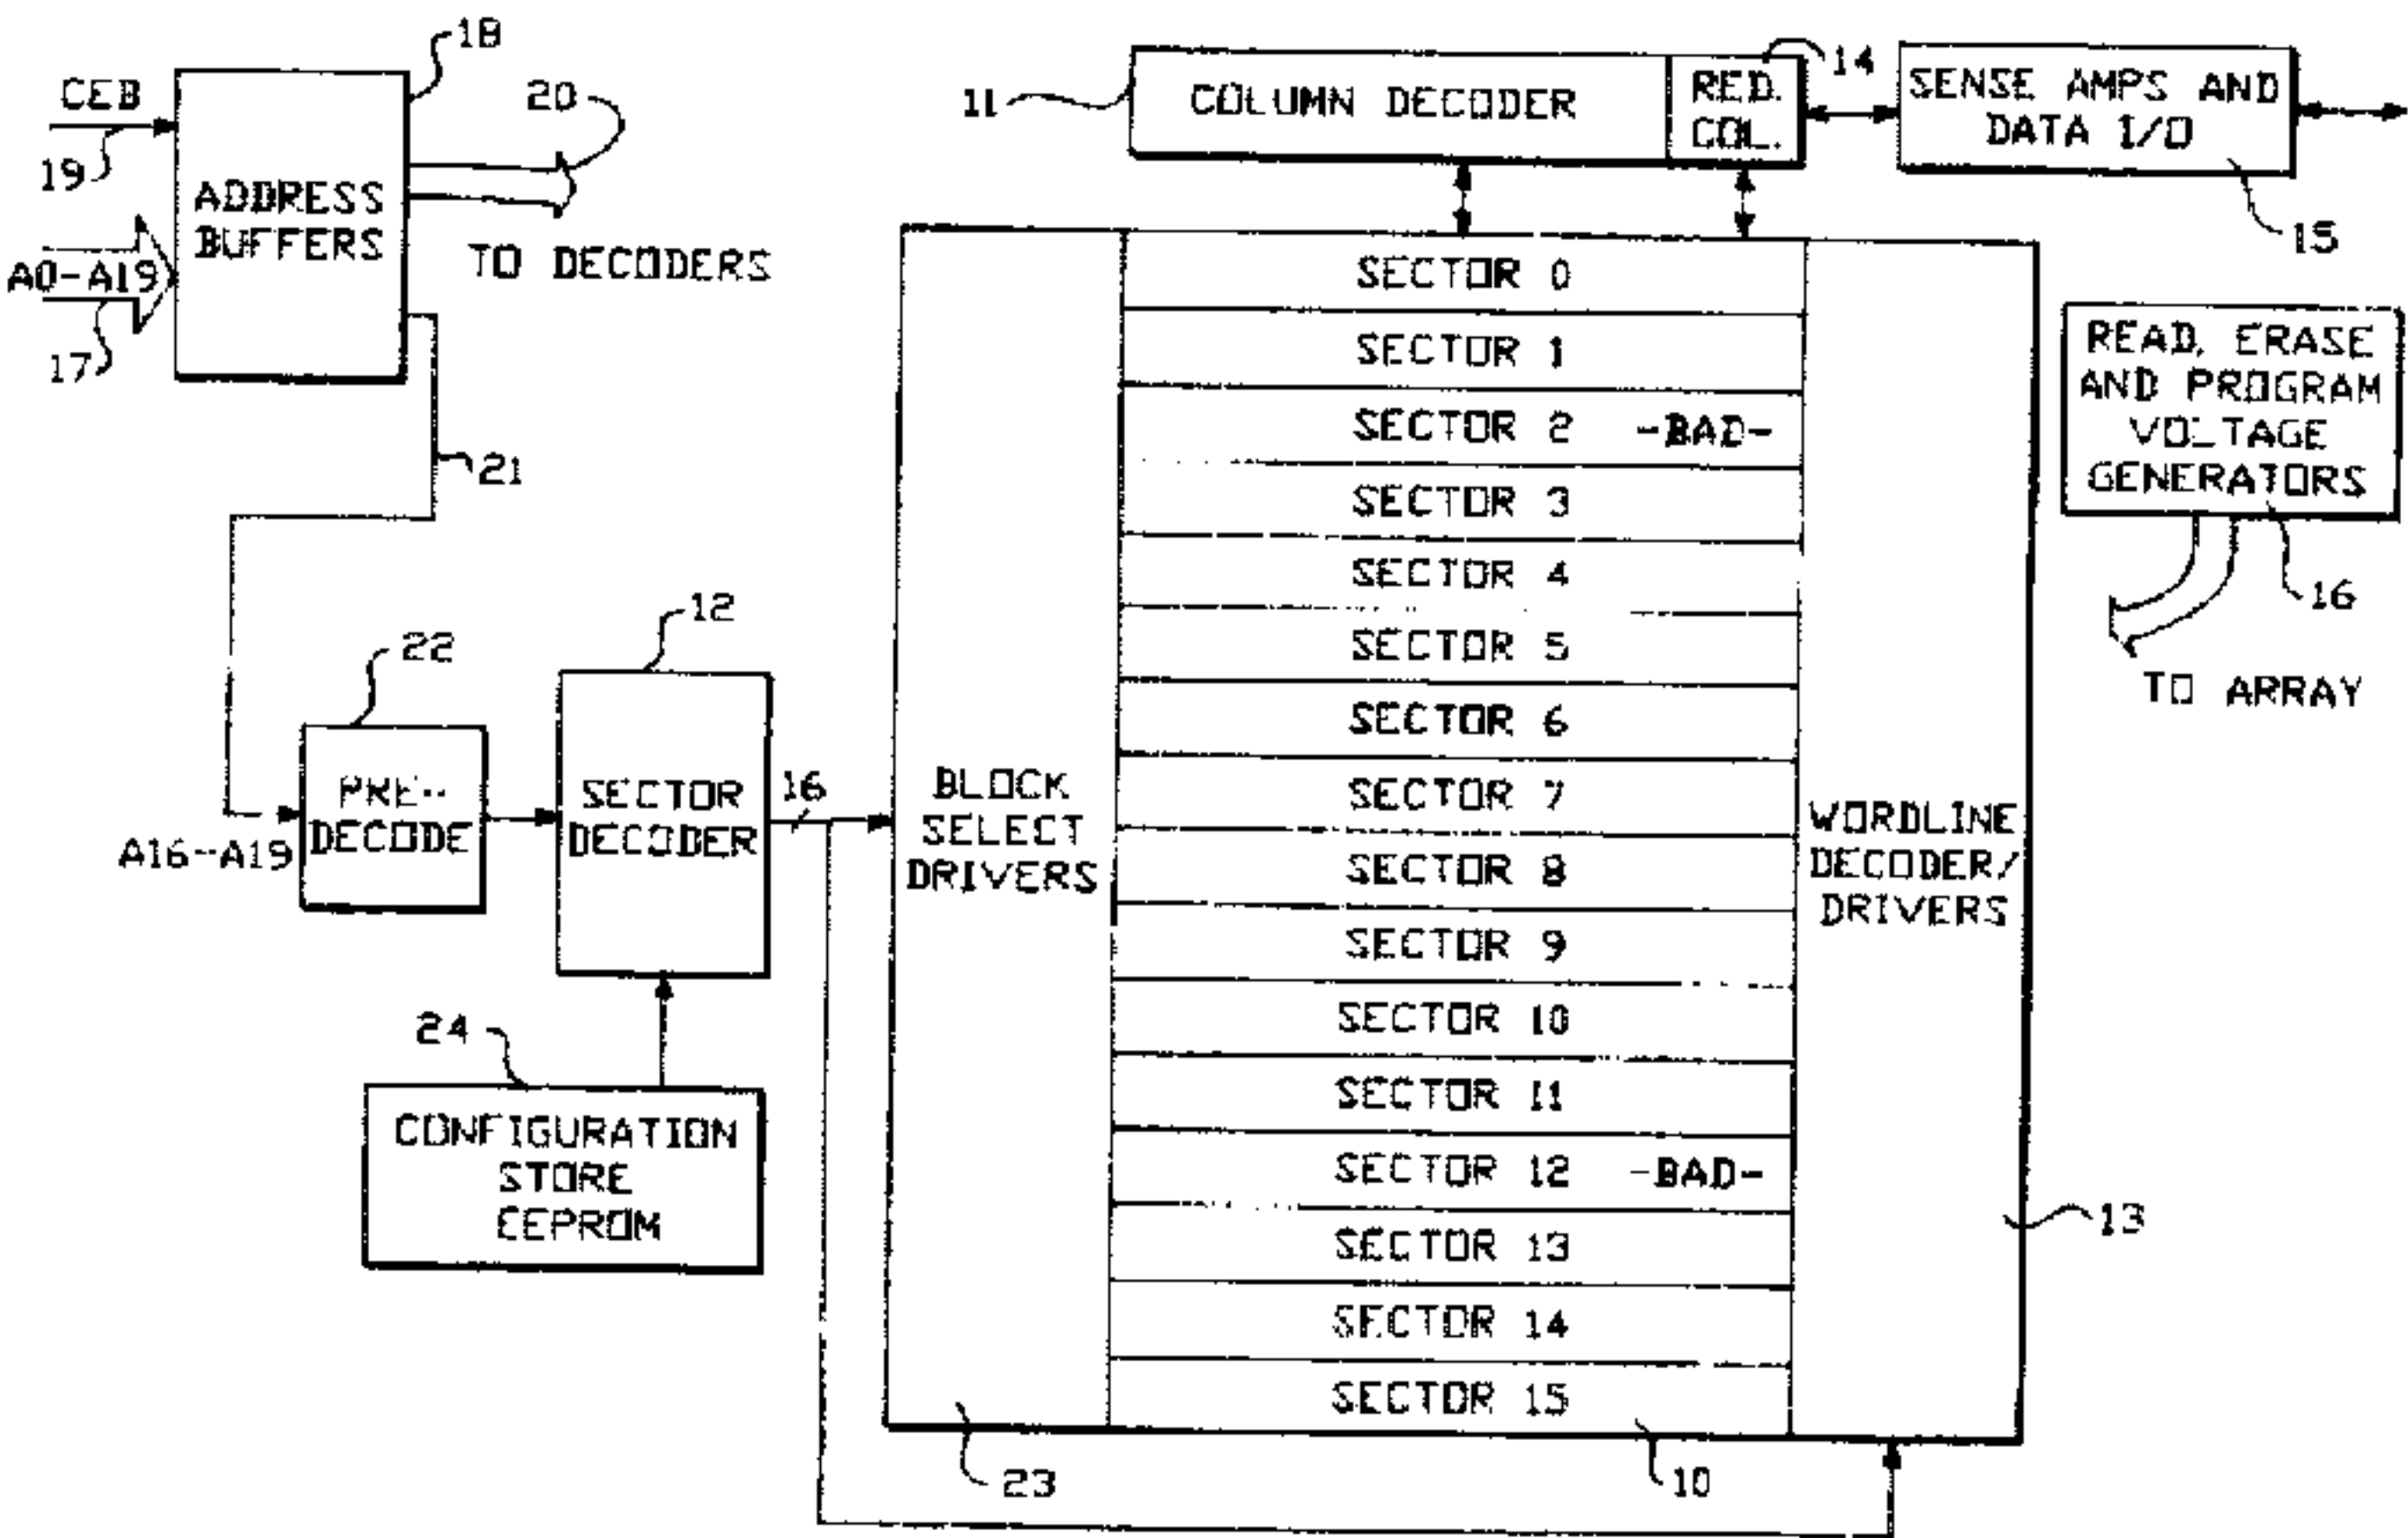 18
CEB
19
ADDRESS
BUFFERS
A0-A19
17
20
TO DECODERS
21
11
COLUMN DECODER
RED.
COL.
14
SENSE AMPS AND
DATA I/O
15
READ, ERASE
AND PROGRAM
VOLTAGE
GENERATORS
16
TO ARRAY
22
PRE-
DECODE
A16-A19
12
SECTOR
DECODER
16
24
CONFIGURATION
STORE
EEPROM
BLOCK
SELECT
DRIVERS
23
SECTOR 0
SECTOR 1
SECTOR 2 -BAD-
SECTOR 3
SECTOR 4
SECTOR 5
SECTOR 6
SECTOR 7
SECTOR 8
SECTOR 9
SECTOR 10
SECTOR 11
SECTOR 12 -BAD-
SECTOR 13
SECTOR 14
SECTOR 15
10
WORDLINE
DECODER/
DRIVERS
13